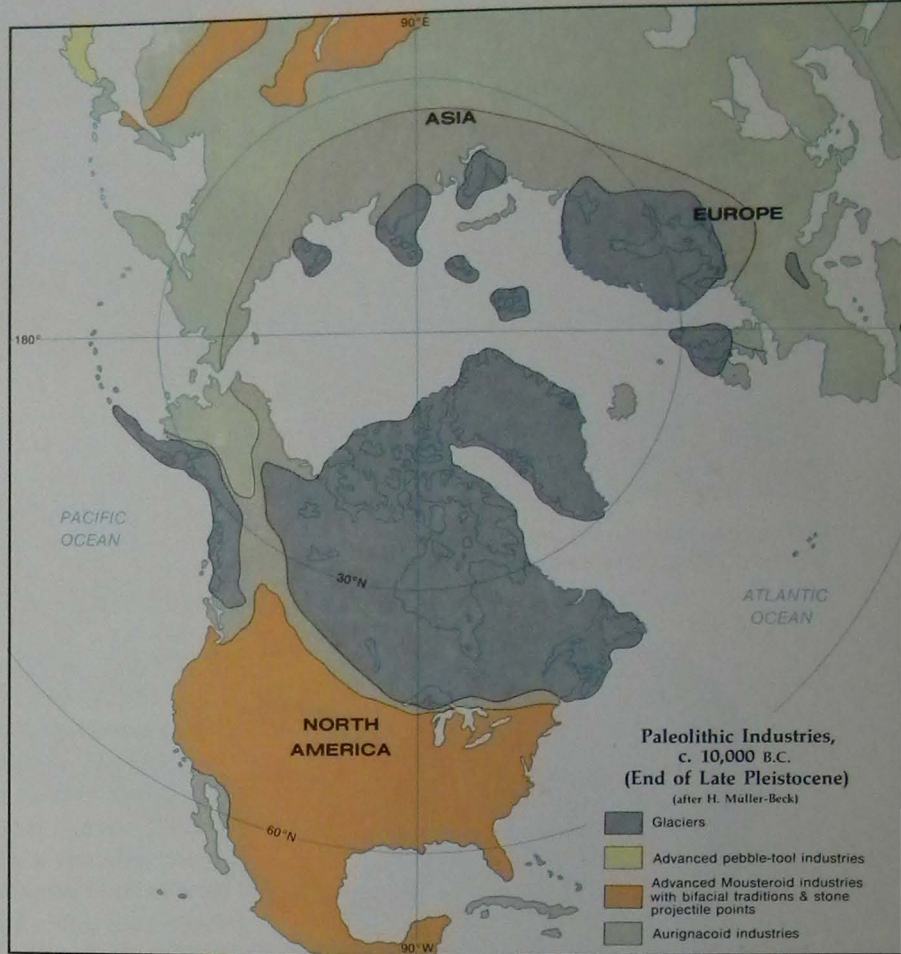 90°E
ASIA
EUROPE
180°
PACIFIC
OCEAN
30°N
ATLANTIC
OCEAN
NORTH
AMERICA
60°N
90°W
Paleolithic Industries,
c. 10,000 B.C.
(End of Late Pleistocene)
(after H. Müller-Beck)
Glaciers
Advanced pebble-tool industries
Advanced Mousteroid industries
with bifacial traditions & stone
projectile points
Aurignacoid industries